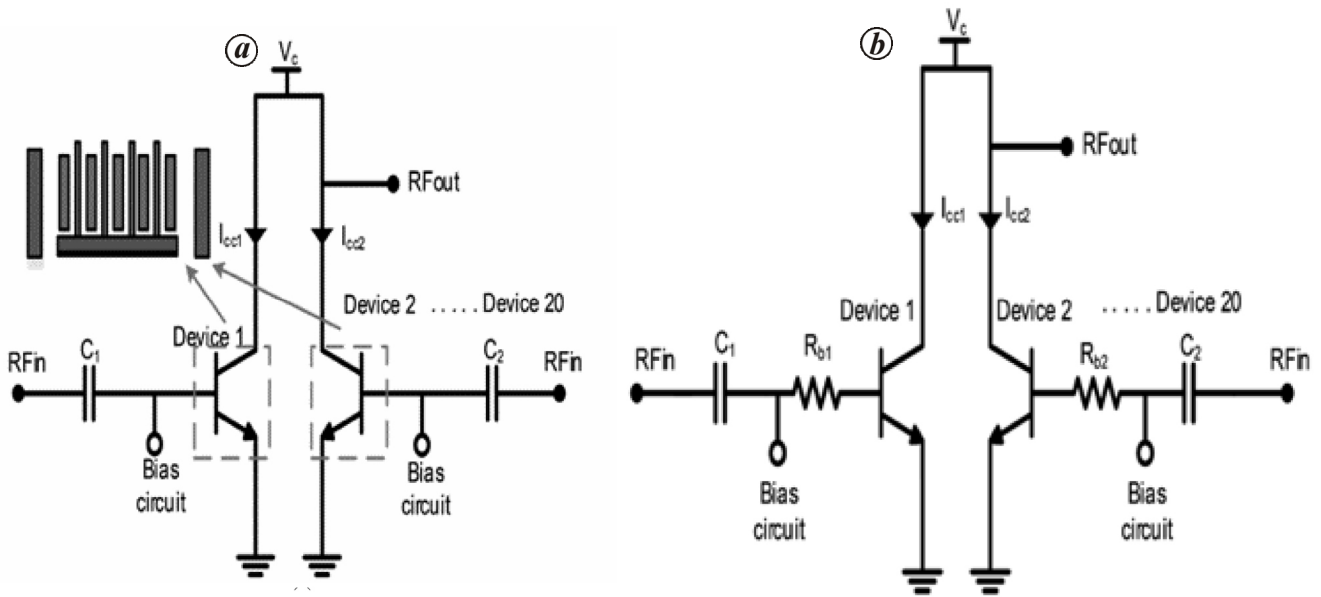 a
Vc
RFout
Icc1
Icc2
Device 2 ..... Device 20
Device 1
C1
C2
RFin
RFin
Bias
circuit
Bias
circuit
b
Vc
RFout
Icc1
Icc2
Device 1
Device 2 ..... Device 20
RFin
C1
Rb1
Rb2
C2
RFin
Bias
circuit
Bias
circuit